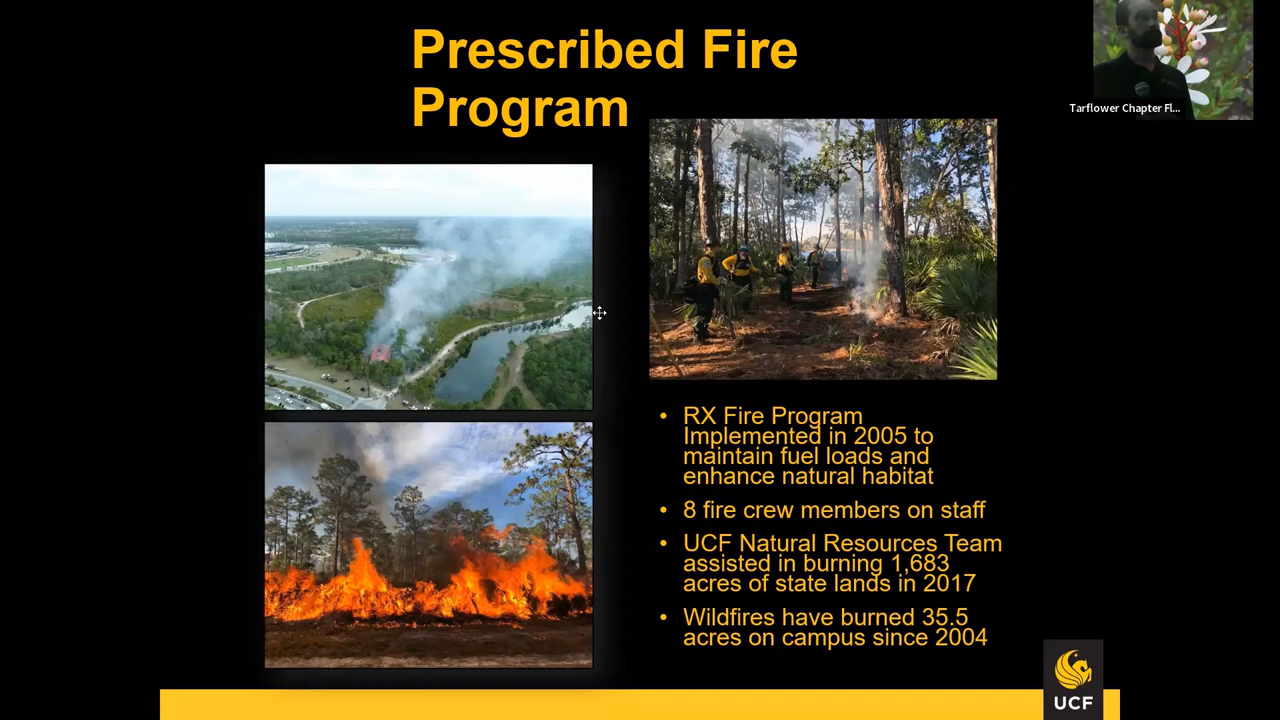 Prescribed Fire
Program
Tarflower Chapter Fl...
• RX Fire Program
Implemented in 2005 to
maintain fuel loads and
enhance natural habitat
• 8 fire crew members on staff
• UCF Natural Resources Team
assisted in burning 1,683
acres of state lands in 2017
• Wildfires have burned 35.5
acres on campus since 2004
UCF